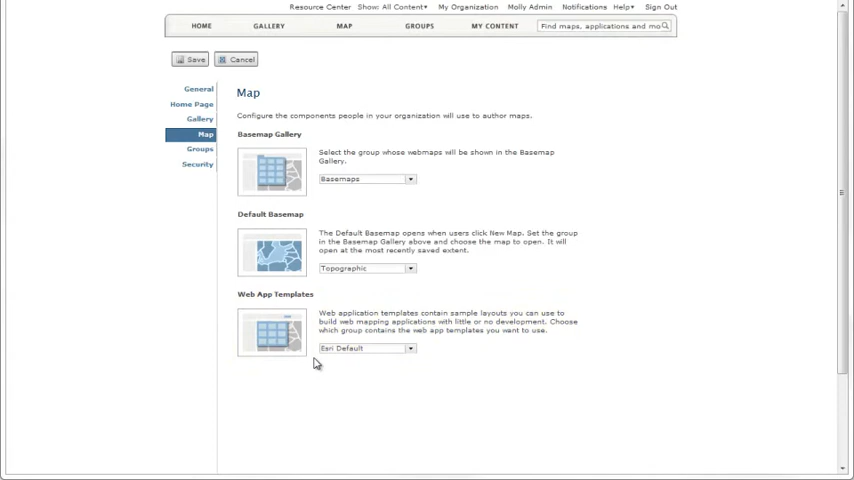 Resource Center Show: All Content My Organization Molly Admin Notifications Help Sign Out
HOME GALLERY MAP GROUPS MY CONTENT Find maps, applications and mo
Save Cancel
General
Home Page
Gallery
Map
Groups
Security
Map
Configure the components people in your organization will use to author maps.
Basemap Gallery
Select the group whose webmaps will be shown in the Basemap
Gallery.
Basemaps
Default Basemap
The Default Basemap opens when users click New Map. Set the group
in the Basemap Gallery above and choose the map to open. It will
open at the most recently saved extent.
Topographic
Web App Templates
Web application templates contain sample layouts you can use to
build web mapping applications with little or no development. Choose
which group contains the web app templates you want to use.
Esri Default